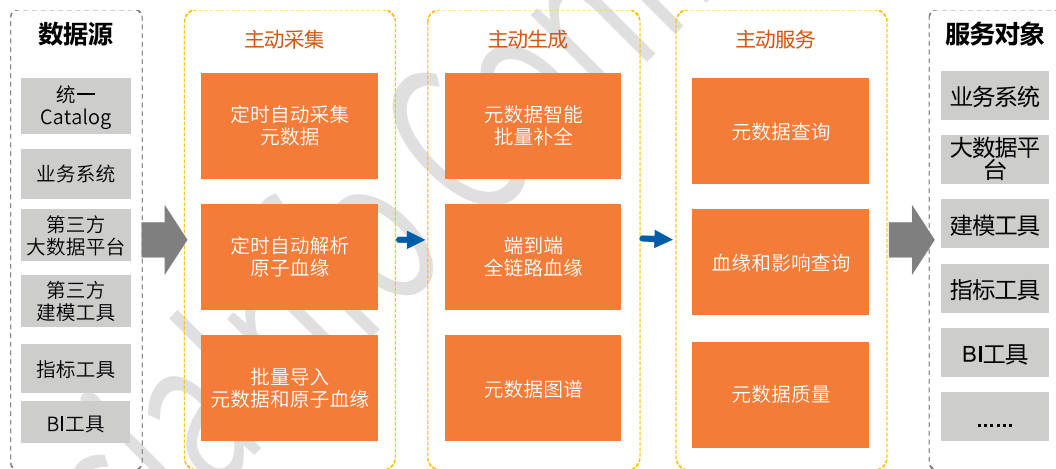 数据源
统一
Catalog
业务系统
第三方
大数据平台
第三方
建模工具
指标工具
BI工具
主动采集
定时自动采集
元数据
定时自动解析
原子血缘
批量导入
元数据和原子血缘
主动生成
元数据智能
批量补全
端到端
全链路血缘
元数据图谱
主动服务
元数据查询
血缘和影响查询
元数据质量
服务对象
业务系统
大数据平
台
建模工具
指标工具
BI工具
......